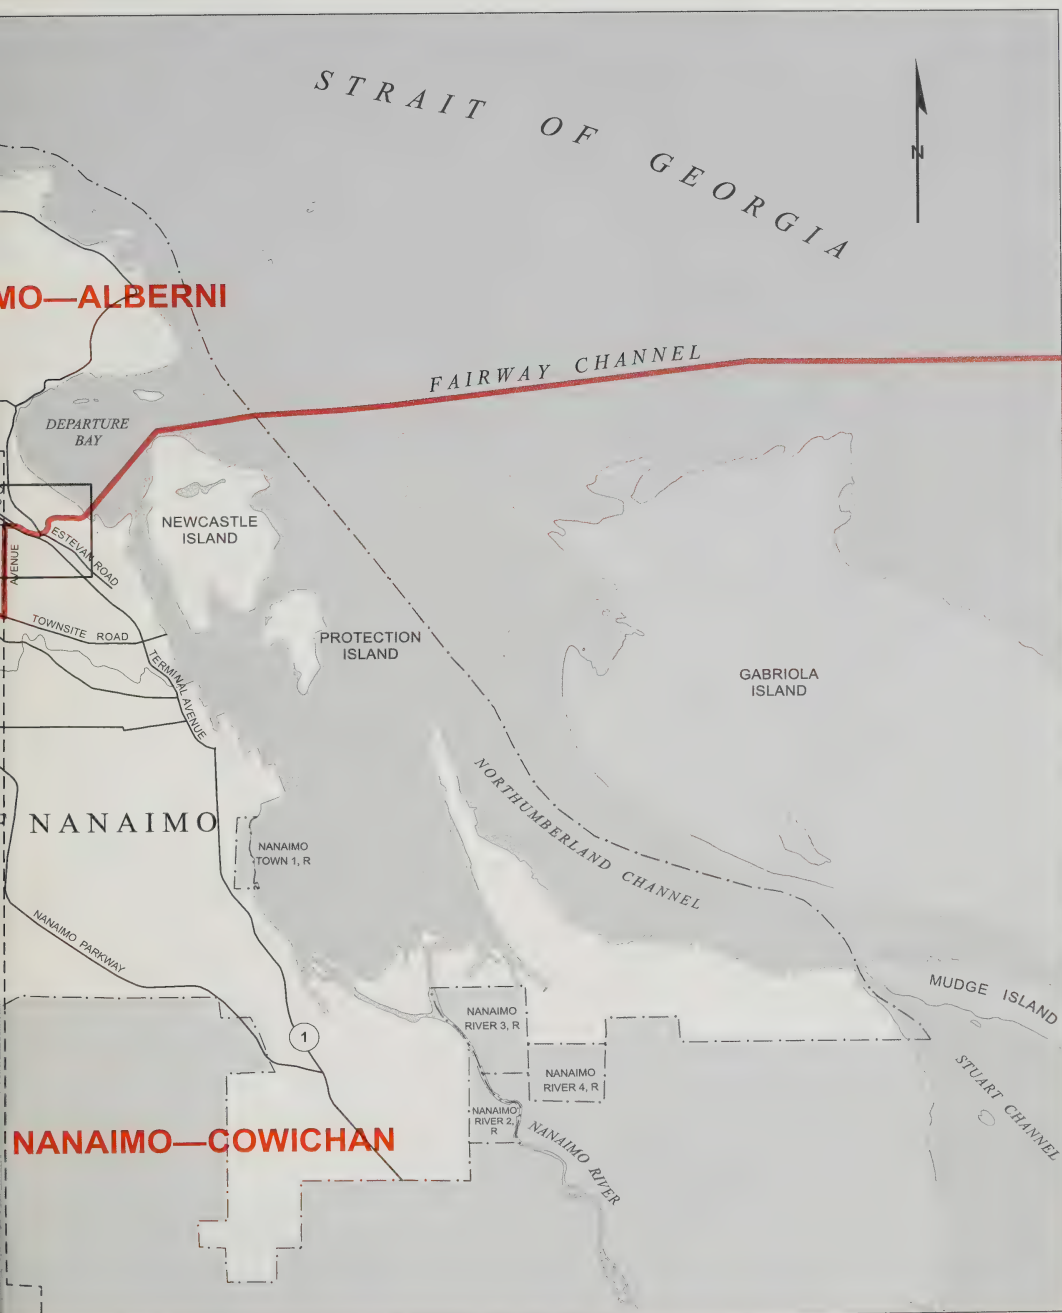 STRAIT OF GEORGIA
N
MO—ALBERNI
FAIRWAY CHANNEL
DEPARTURE
BAY
NEWCASTLE
ISLAND
ESTEVAN ROAD
AVENUE
TOWNSITE ROAD
PROTECTION
ISLAND
TERMINAL AVENUE
GABRIOLA
ISLAND
NORTHUMBERLAND CHANNEL
NANAIMO
NANAIMO
TOWN 1, R
NANAIMO PARKWAY
MUDGE ISLAND
NANAIMO
RIVER 3, R
1
NANAIMO
RIVER 4, R
STUART CHANNEL
NANAIMO
RIVER 2,
R
NANAIMO RIVER
NANAIMO—COWICHAN